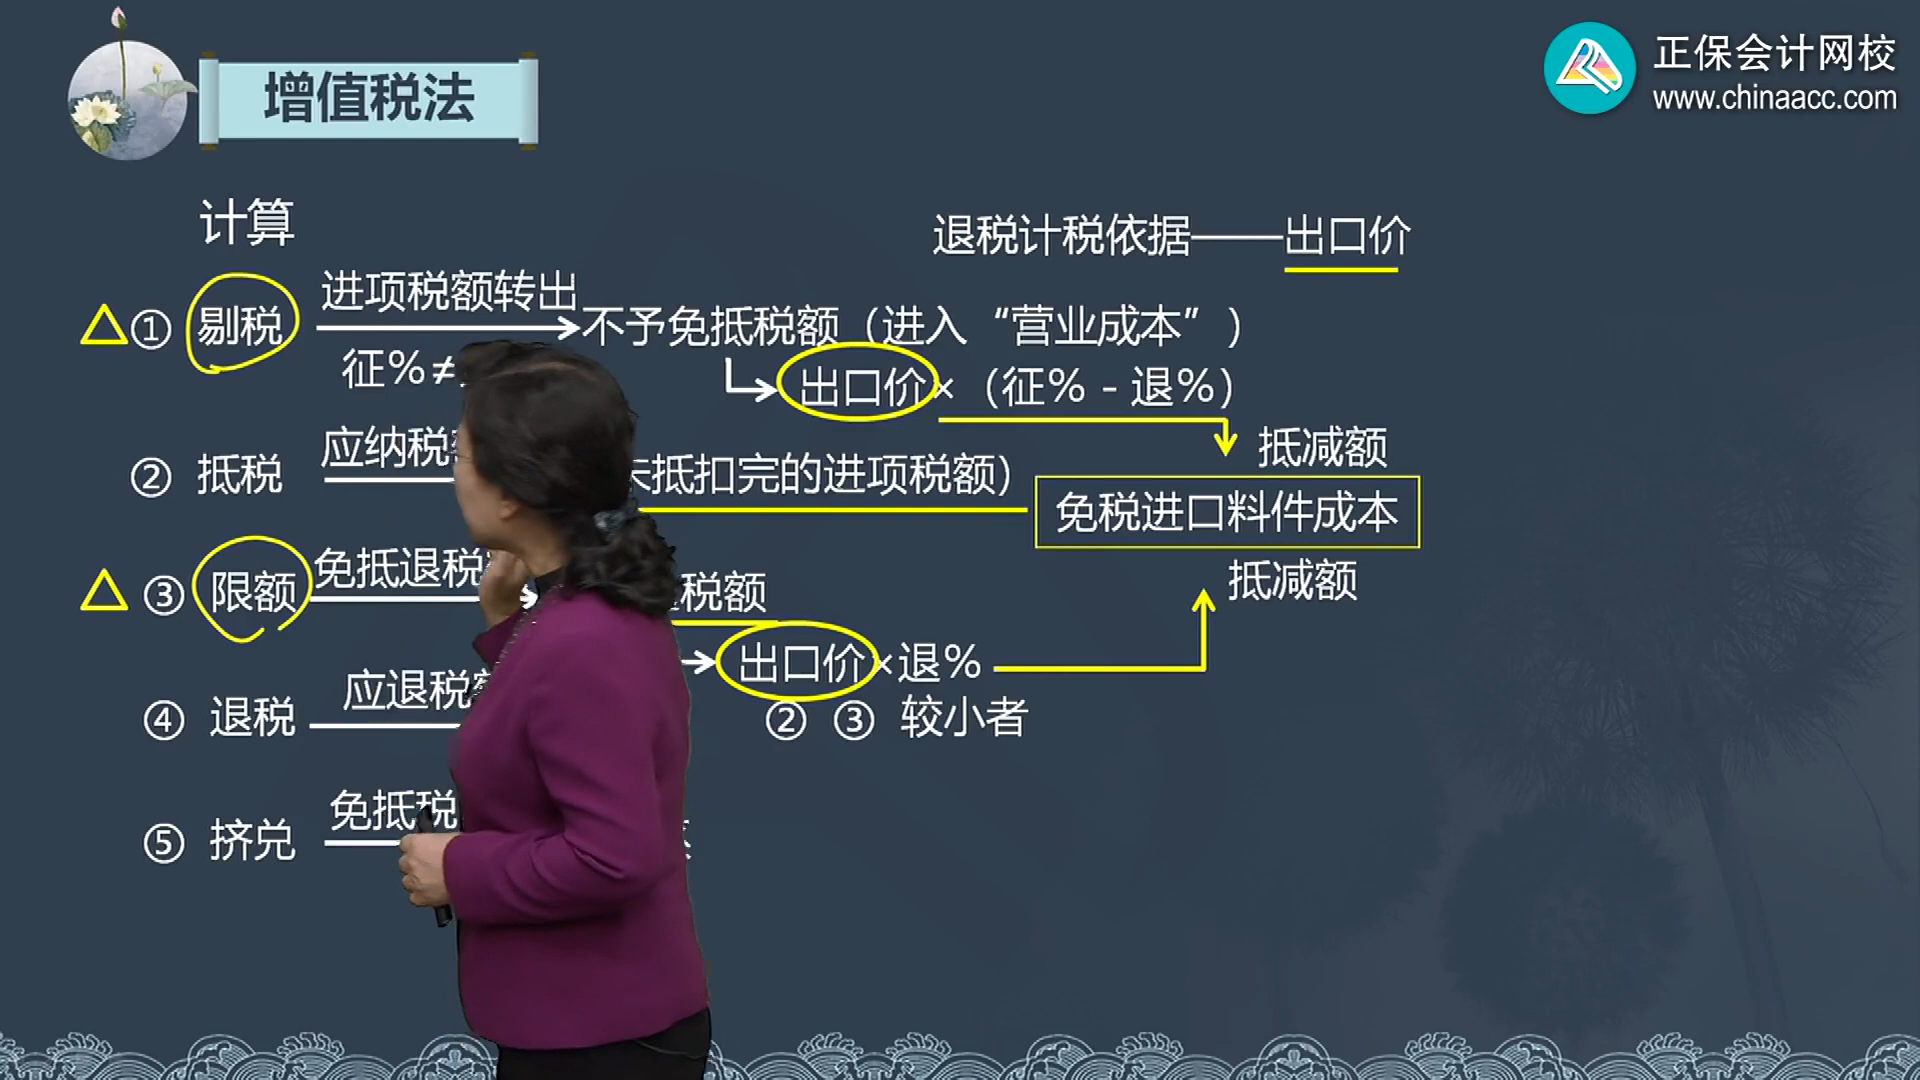 增值税法
正保会计网校
www.chinaacc.com
计算
退税计税依据——出口价
进项税额转出
△① 剔税 不予免抵税额（进入“营业成本”）
征%≠
出口价×（征%-退%）
抵减额
应纳税
② 抵税 抵扣完的进项税额）
免税进口料件成本
免抵退税
抵减额
△③ 限额 税额
出口价×退%
应退税
④ 退税 ② ③ 较小者
免抵税
⑤ 挤兑